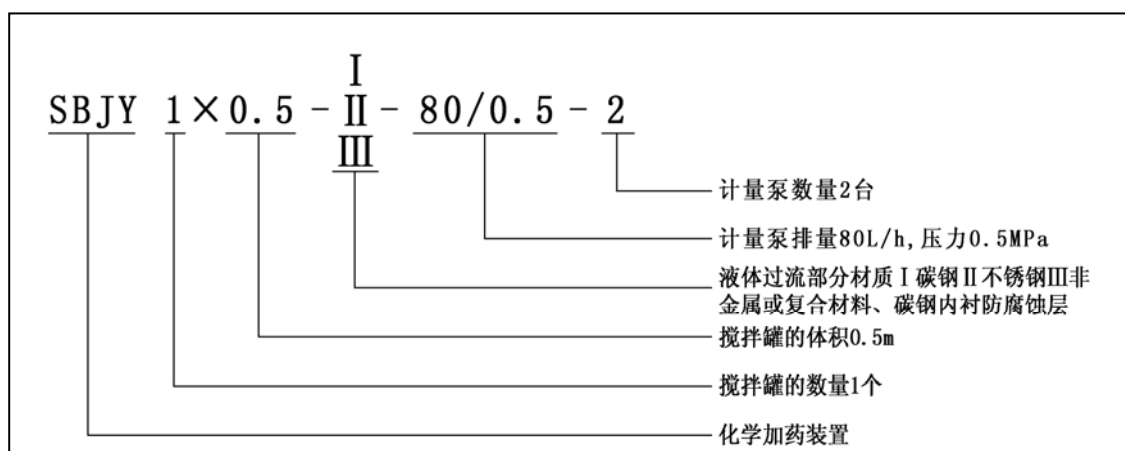 Ⅰ
SBJY 1×0.5-Ⅱ-80/0.5-2
Ⅲ
计量泵数量2台
计量泵排量80L/h,压力0.5MPa
液体过流部分材质Ⅰ碳钢Ⅱ不锈钢Ⅲ非
金属或复合材料、碳钢内衬防腐蚀层
搅拌罐的体积0.5m
搅拌罐的数量1个
化学加药装置